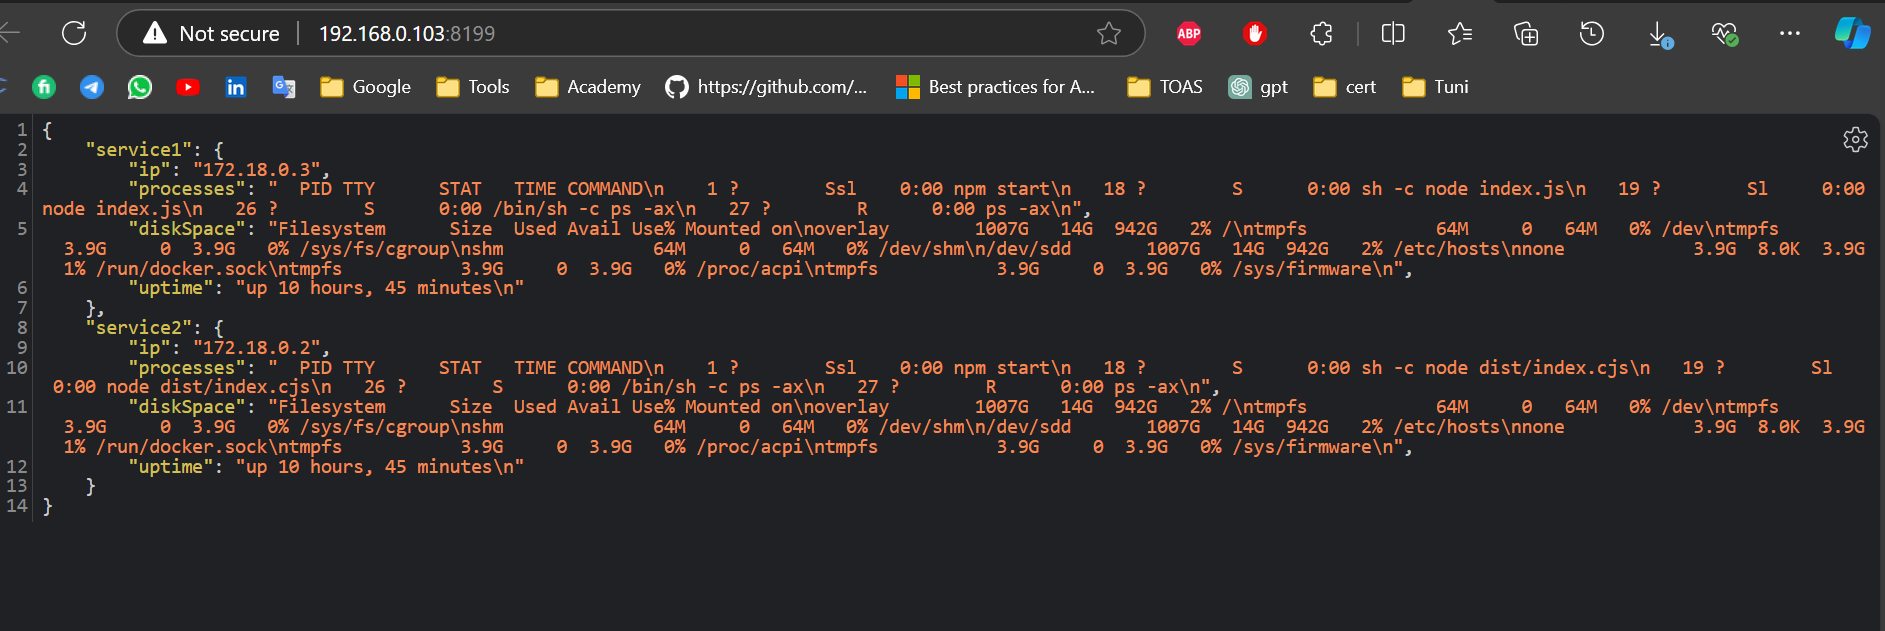 Not secure 192.168.0.103:8199
ABP
fi in G Google Tools Academy https://github.com/... Best practices for A... TOAS gpt cert Tuni
1 {
2 "service1": {
3 "ip": "172.18.0.3",
4 "processes": "  PID TTY      STAT   TIME COMMAND\n    1 ?        Ssl    0:00 npm start\n   18 ?        S      0:00 sh -c node index.js\n   19 ?        Sl     0:00
node index.js\n   26 ?        S      0:00 /bin/sh -c ps -ax\n   27 ?        R      0:00 ps -ax\n",
5 "diskSpace": "Filesystem      Size  Used Avail Use% Mounted on\noverlay        1007G   14G  942G   2% /\ntmpfs            64M     0   64M   0% /dev\ntmpfs
3.9G     0  3.9G   0% /sys/fs/cgroup\nshm              64M     0   64M   0% /dev/shm\n/dev/sdd       1007G   14G  942G   2% /etc/hosts\nnone            3.9G  8.0K  3.9G
1% /run/docker.sock\ntmpfs           3.9G     0  3.9G   0% /proc/acpi\ntmpfs           3.9G     0  3.9G   0% /sys/firmware\n",
6 "uptime": "up 10 hours, 45 minutes\n"
7 },
8 "service2": {
9 "ip": "172.18.0.2",
10 "processes": "  PID TTY      STAT   TIME COMMAND\n    1 ?        Ssl    0:00 npm start\n   18 ?        S      0:00 sh -c node dist/index.cjs\n   19 ?        Sl
0:00 node dist/index.cjs\n   26 ?        S      0:00 /bin/sh -c ps -ax\n   27 ?        R      0:00 ps -ax\n",
11 "diskSpace": "Filesystem      Size  Used Avail Use% Mounted on\noverlay        1007G   14G  942G   2% /\ntmpfs            64M     0   64M   0% /dev\ntmpfs
3.9G     0  3.9G   0% /sys/fs/cgroup\nshm              64M     0   64M   0% /dev/shm\n/dev/sdd       1007G   14G  942G   2% /etc/hosts\nnone            3.9G  8.0K  3.9G
1% /run/docker.sock\ntmpfs           3.9G     0  3.9G   0% /proc/acpi\ntmpfs           3.9G     0  3.9G   0% /sys/firmware\n",
12 "uptime": "up 10 hours, 45 minutes\n"
13 }
14 }